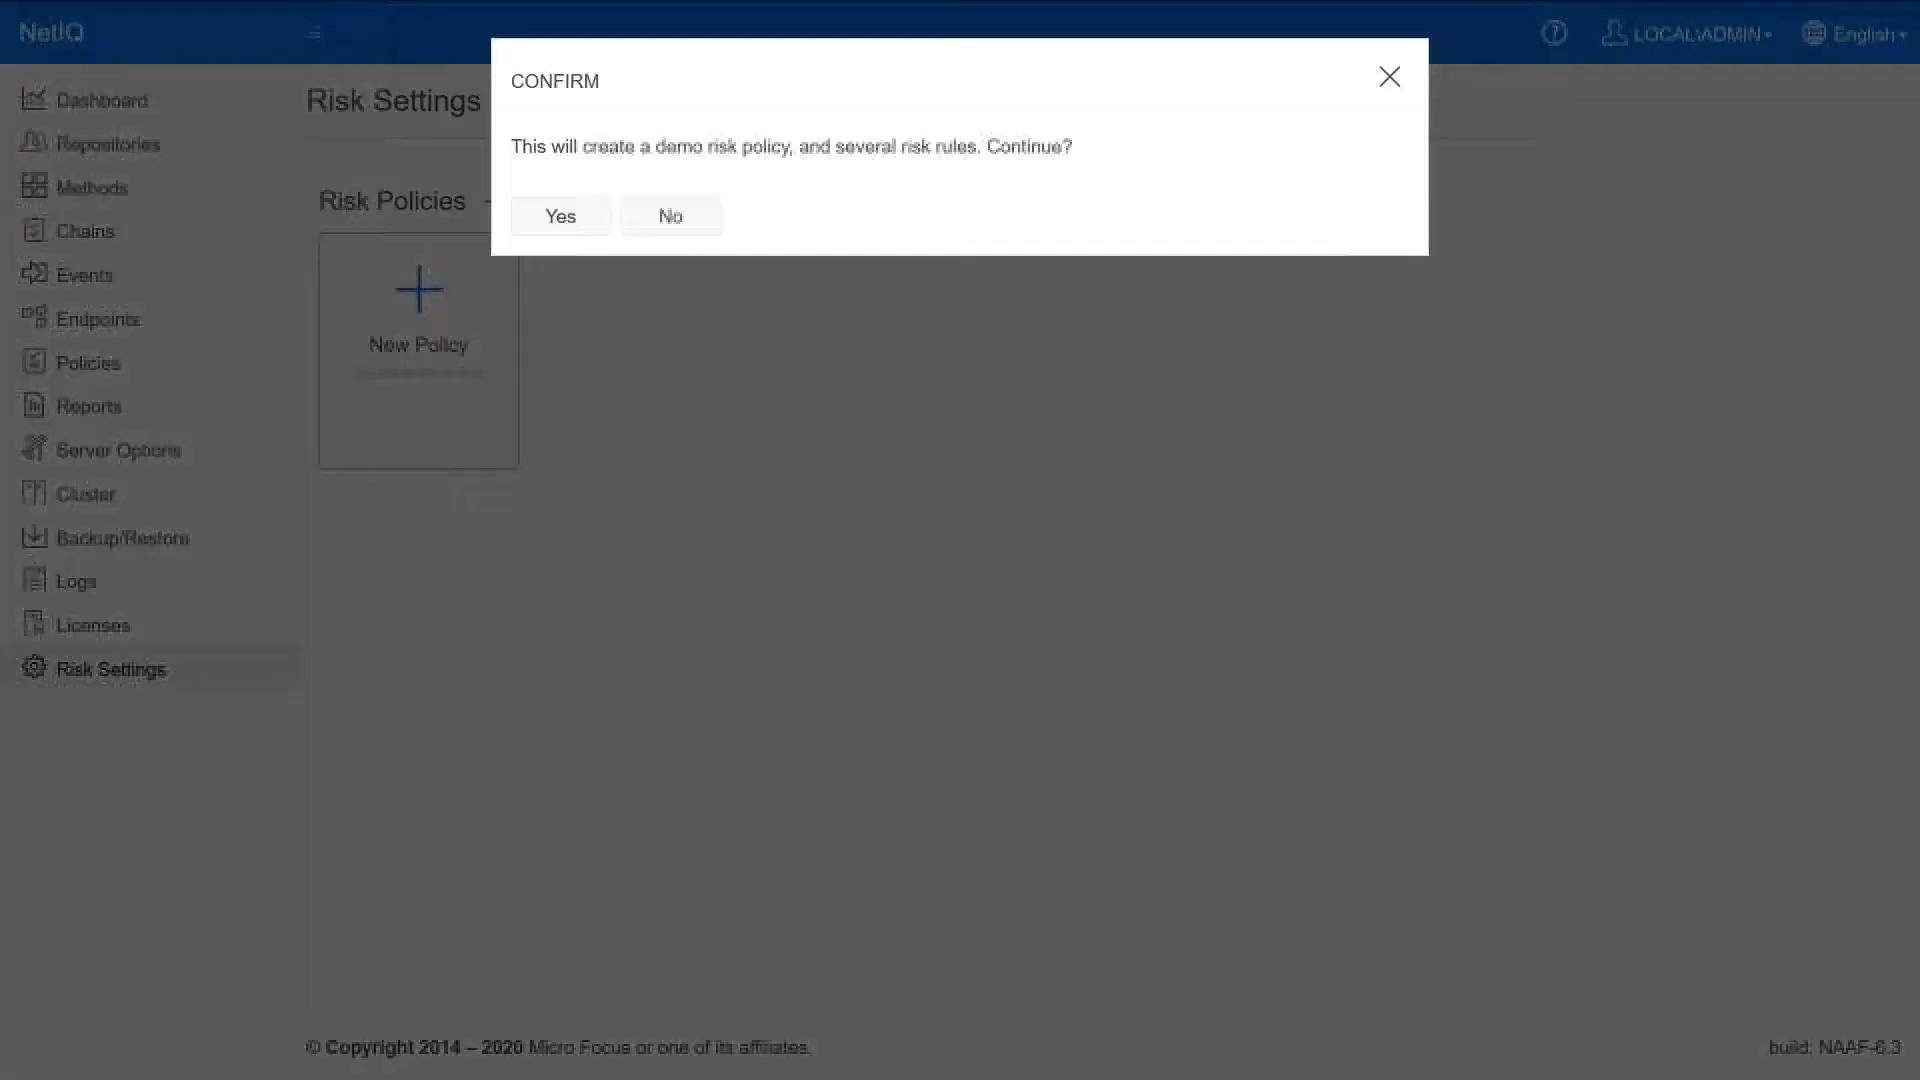 NetIQ
LOCAL\ADMIN
English
CONFIRM
This will create a demo risk policy, and several risk rules. Continue?
Yes
No
Dashboard
Repositories
Methods
Chains
Events
Endpoints
Policies
Reports
Server Options
Cluster
Backup/Restore
Logs
Licenses
Risk Settings
Risk Settings
Risk Policies
New Policy
© Copyright 2014 – 2020 Micro Focus or one of its affiliates.
build: NAAF-6.3